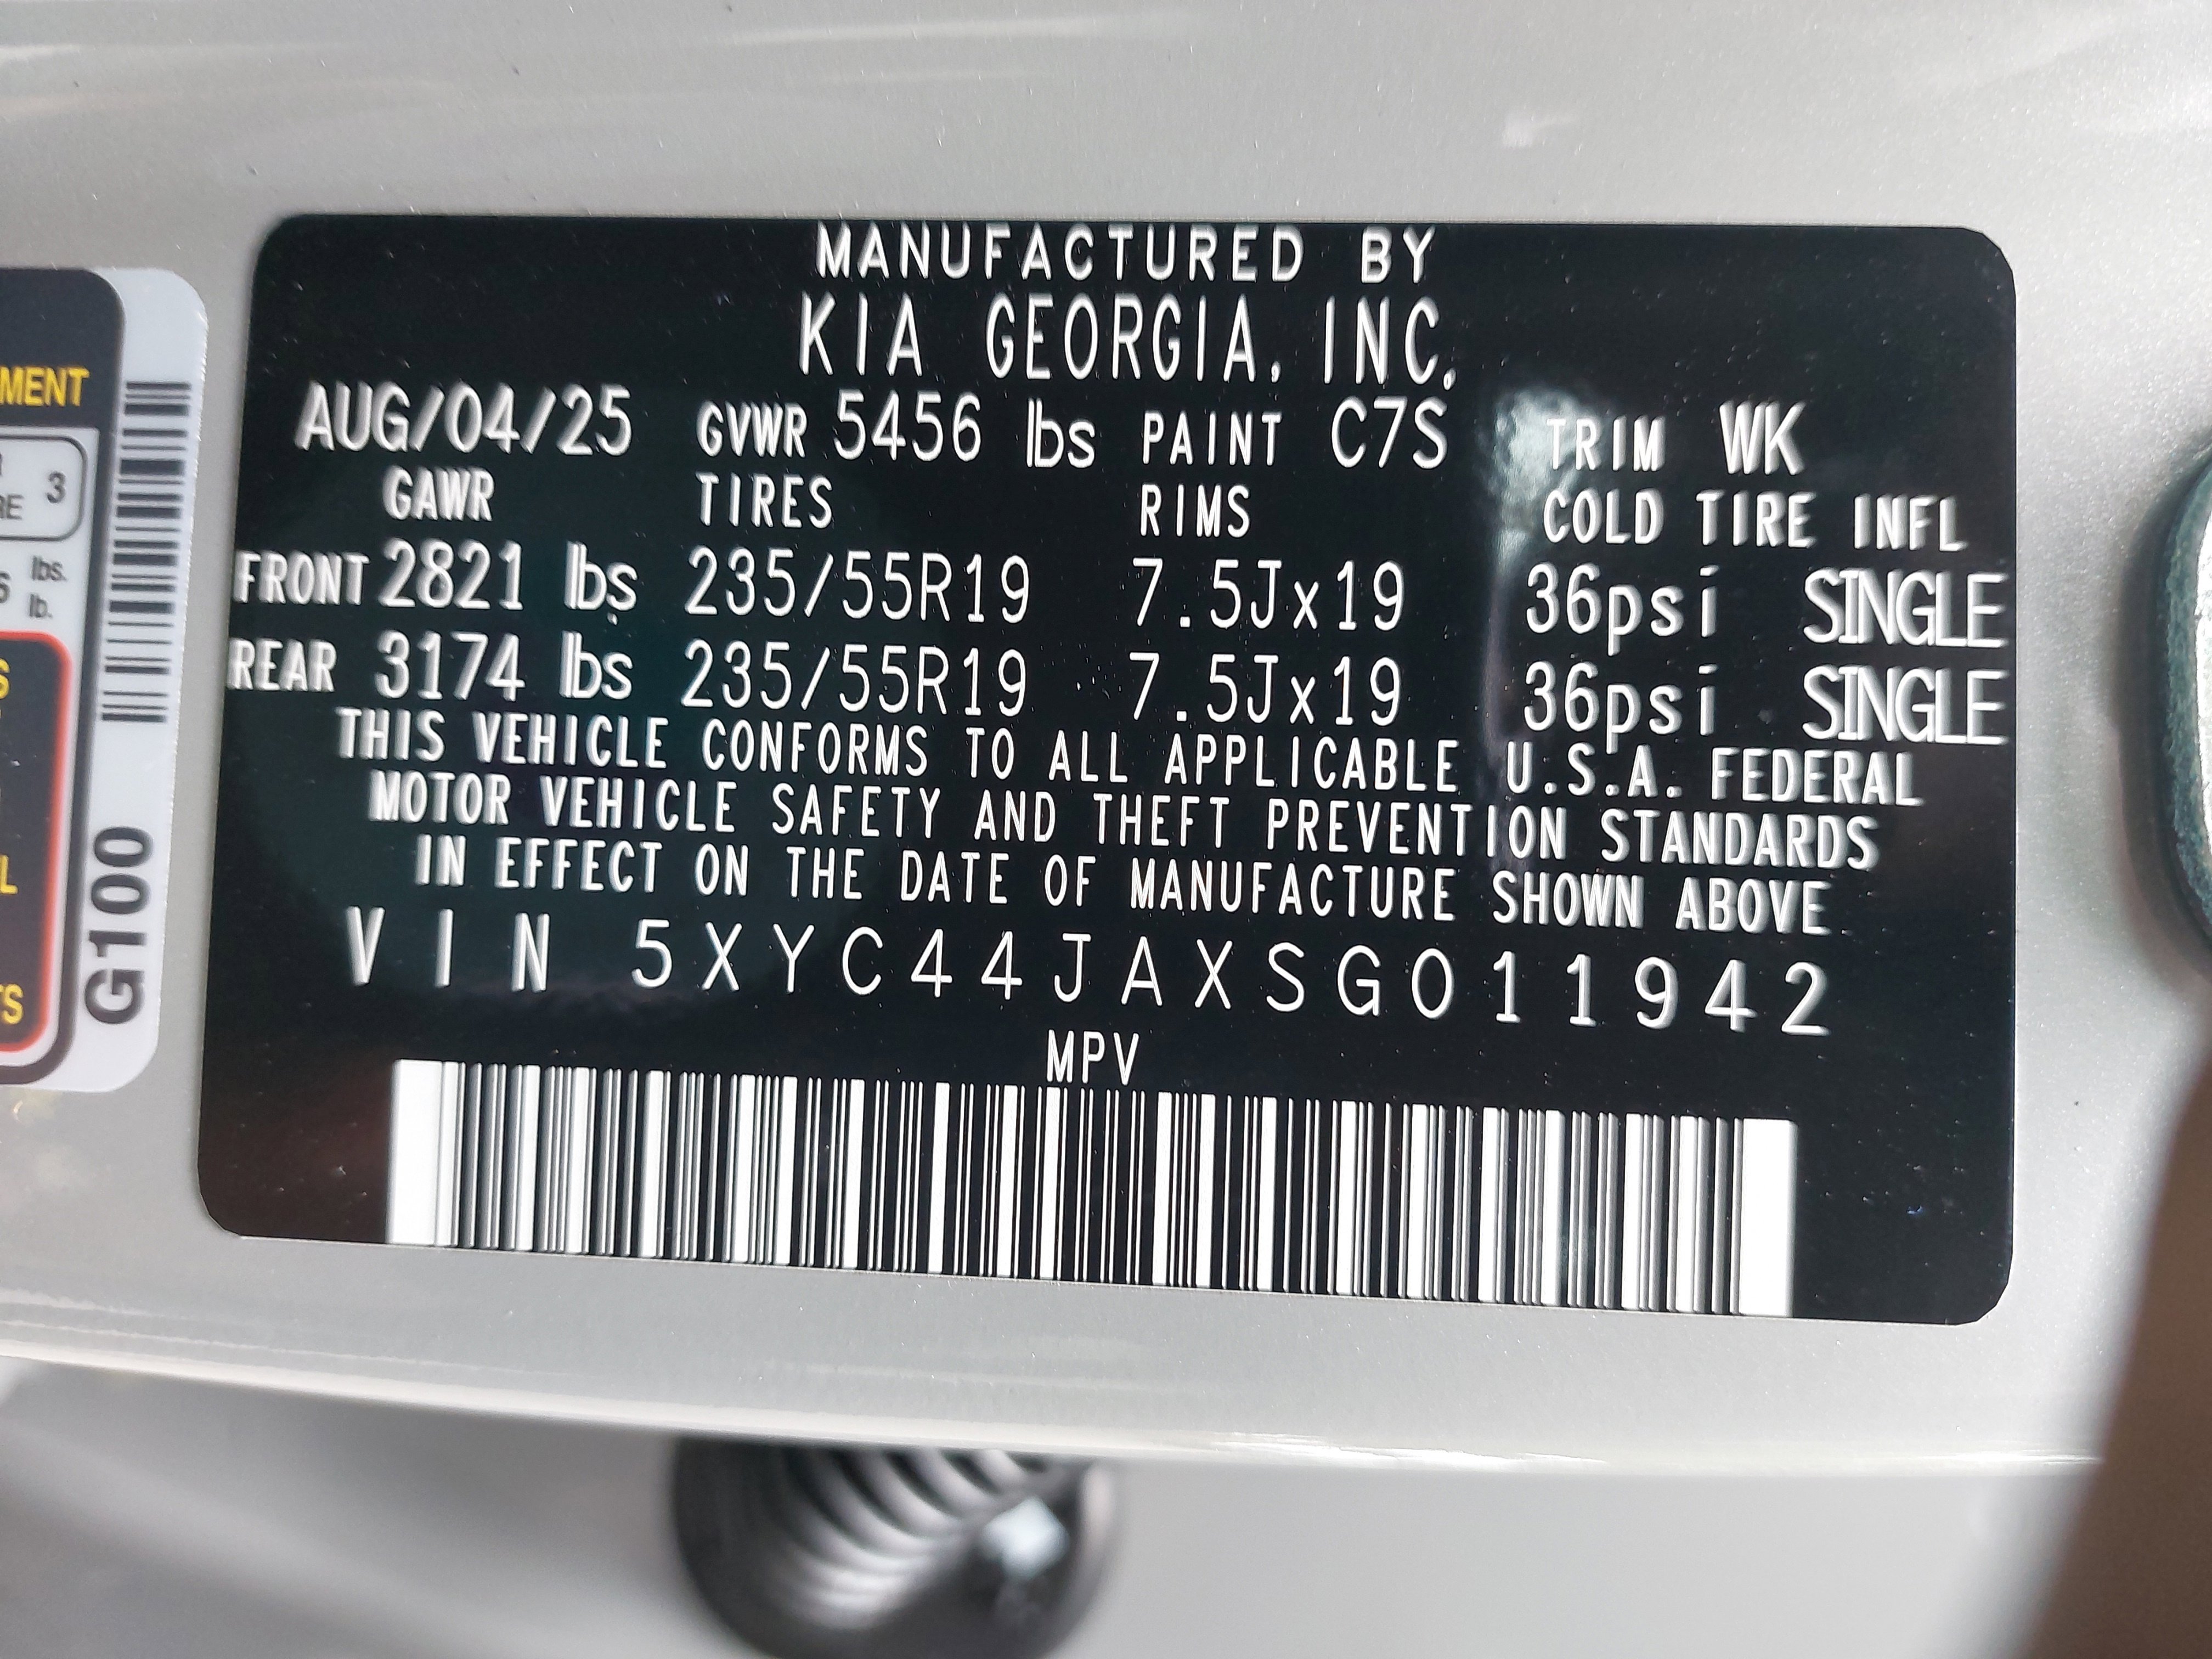 MANUFACTURED BY
KIA GEORGIA, INC.
AUG/04/25 GVWR 5456 lbs PAINT C7S TRIM WK
GAWR TIRES RIMS COLD TIRE INFL
FRONT 2821 lbs 235/55R19 7.5Jx19 36psi SINGLE
REAR 3174 lbs 235/55R19 7.5Jx19 36psi SINGLE
THIS VEHICLE CONFORMS TO ALL APPLICABLE U.S.A. FEDERAL
MOTOR VEHICLE SAFETY AND THEFT PREVENTION STANDARDS
IN EFFECT ON THE DATE OF MANUFACTURE SHOWN ABOVE.
VIN 5XYC44JAXSG011942
MPV
3
lbs.
lb.
G100